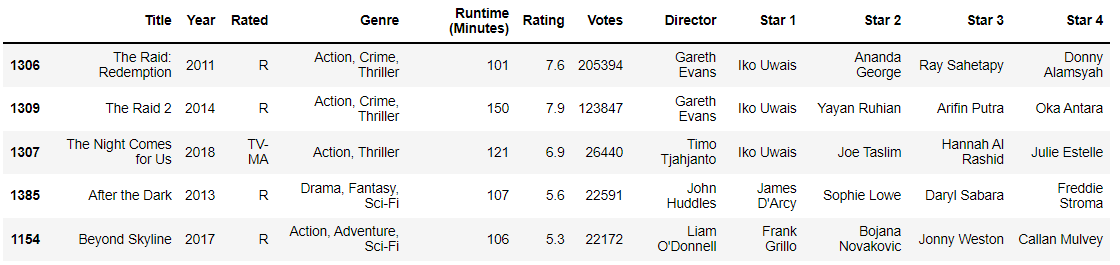 Title Year Rated Genre Runtime (Minutes) Rating Votes Director Star 1 Star 2 Star 3 Star 4
1306 The Raid: Redemption 2011 R Action, Crime, Thriller 101 7.6 205394 Gareth Evans Iko Uwais Ananda George Ray Sahetapy Donny Alamsyah
1309 The Raid 2 2014 R Action, Crime, Thriller 150 7.9 123847 Gareth Evans Iko Uwais Yayan Ruhian Arifin Putra Oka Antara
1307 The Night Comes for Us 2018 TV-MA Action, Thriller 121 6.9 26440 Timo Tjahjanto Iko Uwais Joe Taslim Hannah Al Rashid Julie Estelle
1385 After the Dark 2013 R Drama, Fantasy, Sci-Fi 107 5.6 22591 John Huddles James D'Arcy Sophie Lowe Daryl Sabara Freddie Stroma
1154 Beyond Skyline 2017 R Action, Adventure, Sci-Fi 106 5.3 22172 Liam O'Donnell Frank Grillo Bojana Novakovic Jonny Weston Callan Mulvey